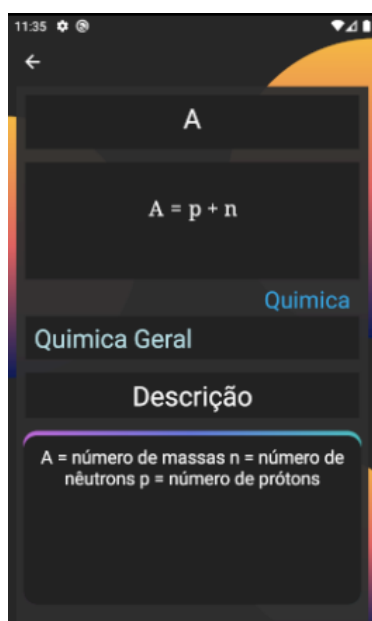 11:35
A
A = p + n
Quimica
Quimica Geral
Descrição
A = número de massas n = número de
nêutrons p = número de prótons